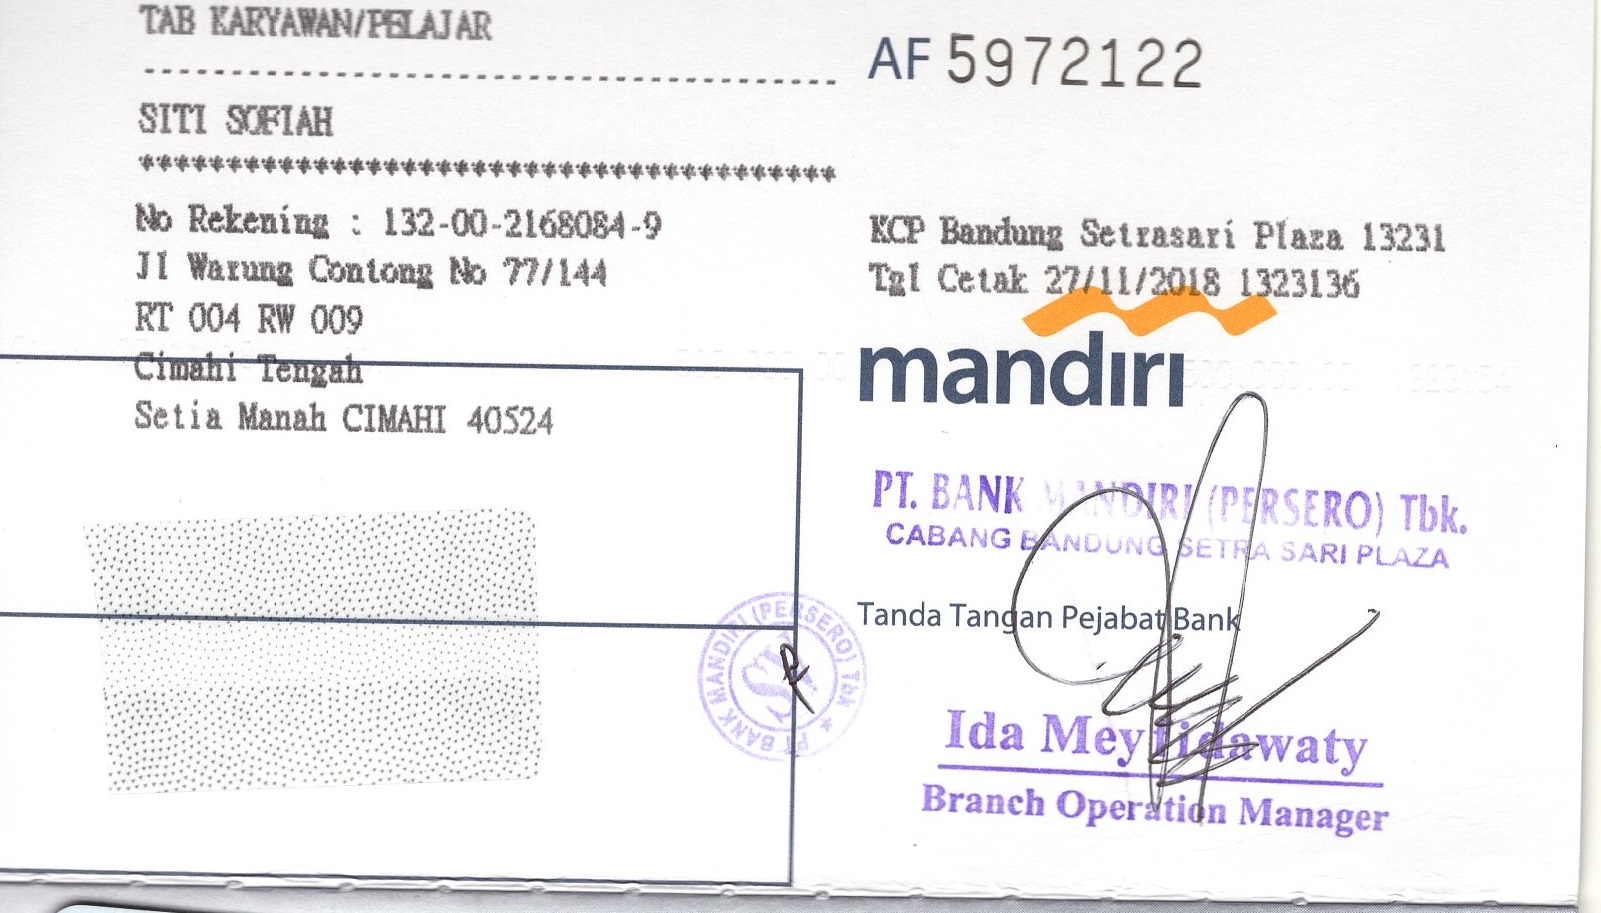 TAB KARYAWAN/PELAJAR
AF 5972122
SITI SOFIAH
****************************************
No Rekening : 132-00-2168084-9
Jl Warung Contong No 77/144
RT 004 RW 009
Cimahi Tengah
Setia Manah CIMAHI 40524
KCP Bandung Setrasari Plaza 13231
Tgl Cetak 27/11/2018 1323136
mandırı
PT. BANK MANDIRI (PERSERO) Tbk.
CABANG BANDUNG SETRA SARI PLAZA
Tanda Tangan Pejabat Bank
PT BANK MANDIRI (PERSERO) Tbk
Ida Meylidawaty
Branch Operation Manager